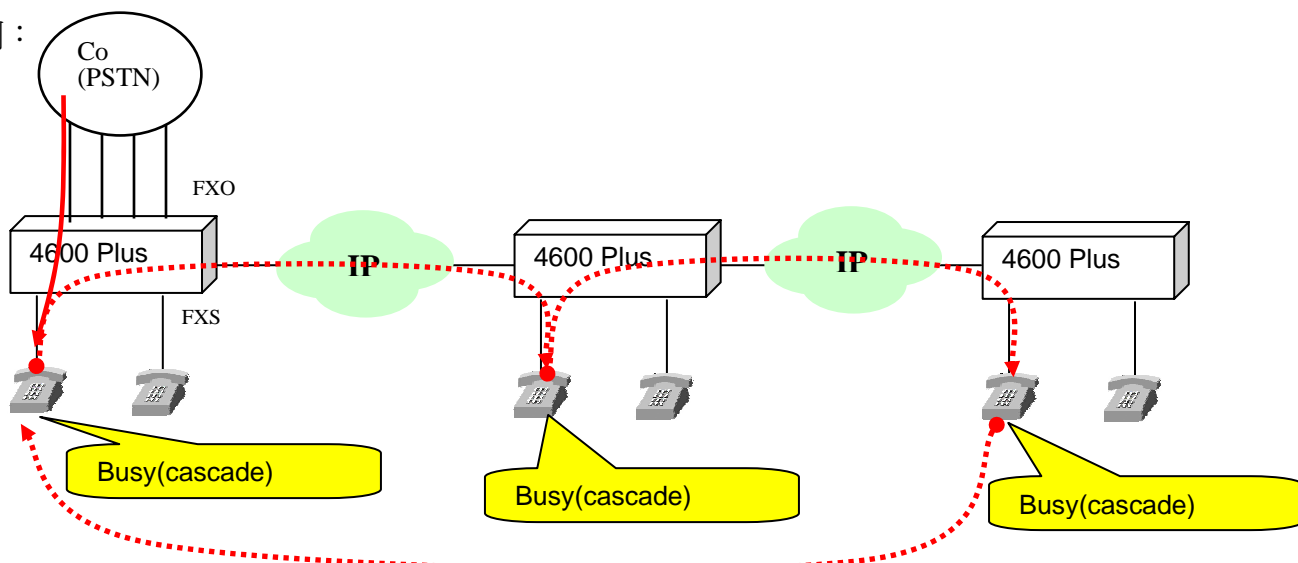 :
Co
(PSTN)
FXO
4600 Plus
IP
4600 Plus
IP
4600 Plus
FXS
Busy(cascade)
Busy(cascade)
Busy(cascade)